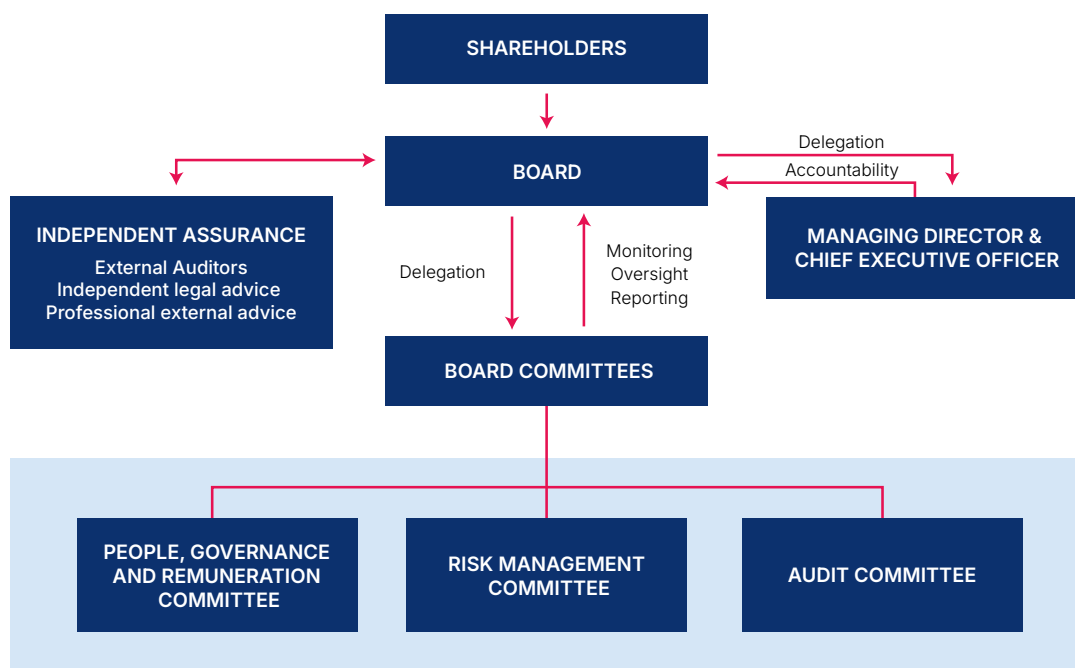 SHAREHOLDERS
BOARD
Delegation
Accountability
INDEPENDENT ASSURANCE
External Auditors
Independent legal advice
Professional external advice
MANAGING DIRECTOR &
CHIEF EXECUTIVE OFFICER
Delegation
Monitoring
Oversight
Reporting
BOARD COMMITTEES
PEOPLE, GOVERNANCE
AND REMUNERATION
COMMITTEE
RISK MANAGEMENT
COMMITTEE
AUDIT COMMITTEE